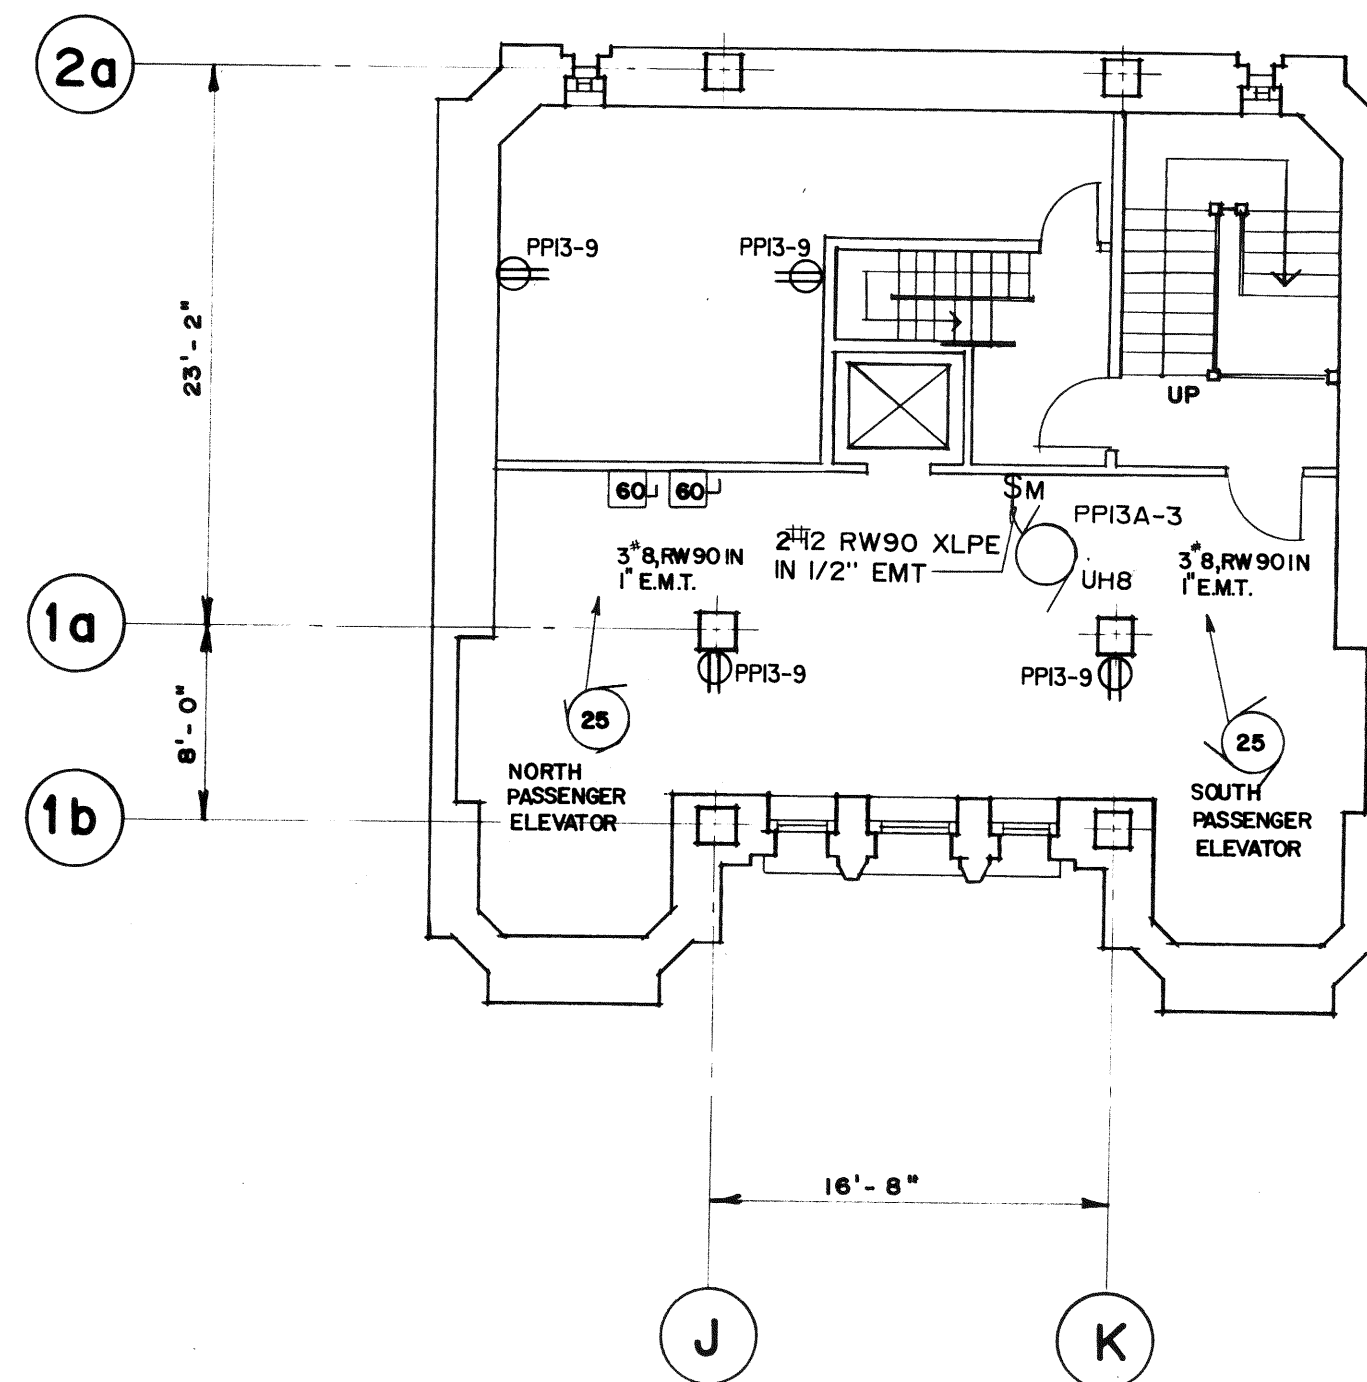 2a
PP13-9
PP13-9
23'-2"
UP
60
60
$M
PP13A-3
2#12 RW90 XLPE
IN 1/2" EMT
UH8
3#8,RW90 IN
1" E.M.T.
3#8,RW90 IN
1" E.M.T.
1a
PP13-9
PP13-9
8'-0"
25
25
NORTH
PASSENGER
ELEVATOR
SOUTH
PASSENGER
ELEVATOR
1b
16'-8"
J
K